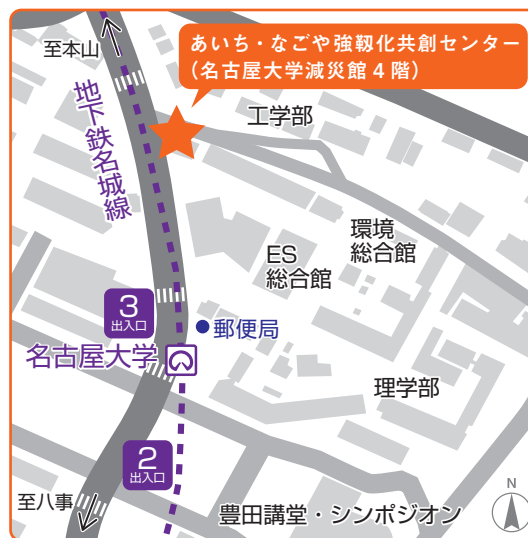 至本山
あいち・なごや強靱化共創センター
(名古屋大学減災館4階)
地下鉄名城線
工学部
環境
総合館
ES
総合館
3
出入口
郵便局
名古屋大学
理学部
2
出入口
至八事
豊田講堂・シンポジオン
N